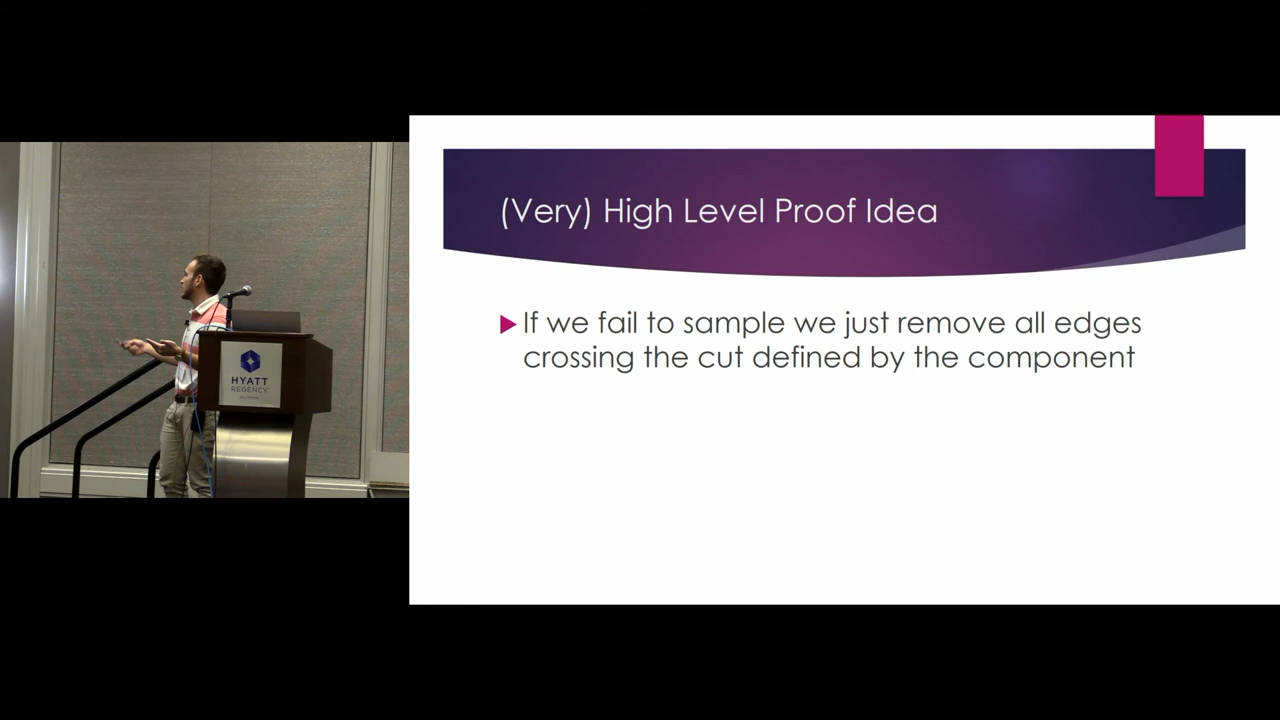 (Very) High Level Proof Idea
If we fail to sample we just remove all edges
crossing the cut defined by the component
HYATT
REGENCY